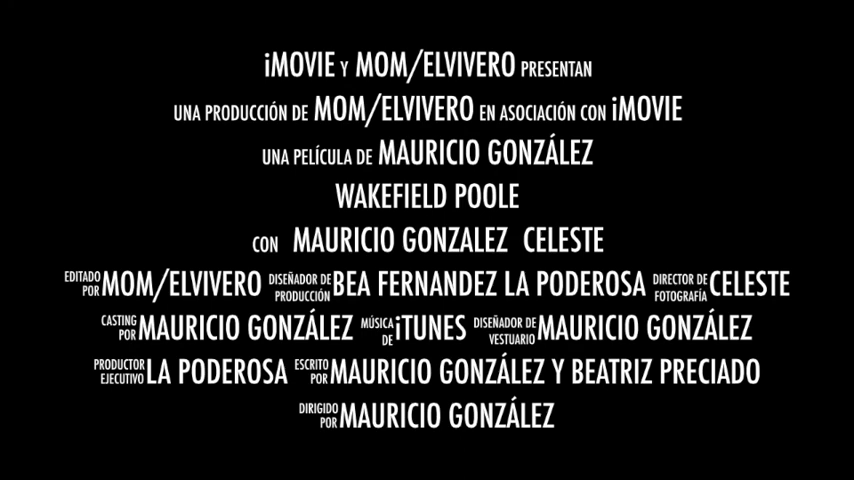 iMOVIE Y MOM/ELVIVERO PRESENTAN
UNA PRODUCCIÓN DE MOM/ELVIVERO EN ASOCIACIÓN CON iMOVIE
UNA PELÍCULA DE MAURICIO GONZÁLEZ
WAKEFIELD POOLE
CON MAURICIO GONZALEZ CELESTE
EDITADO POR MOM/ELVIVERO DISEÑADOR DE PRODUCCIÓN BEA FERNANDEZ LA PODEROSA DIRECTOR DE FOTOGRAFÍA CELESTE
CASTING POR MAURICIO GONZÁLEZ MÚSICA DE iTUNES DISEÑADOR DE VESTUARIO MAURICIO GONZÁLEZ
PRODUCTOR EJECUTIVO LA PODEROSA ESCRITO POR MAURICIO GONZÁLEZ Y BEATRIZ PRECIADO
DIRIGIDO POR MAURICIO GONZÁLEZ